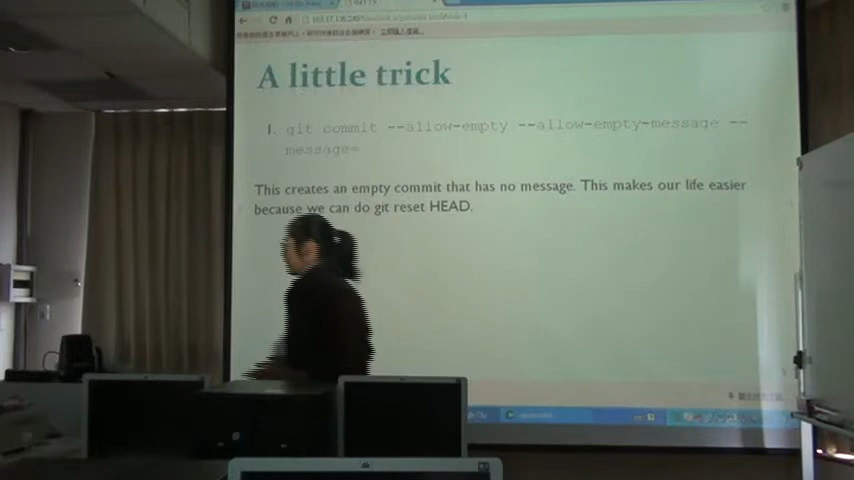 A little trick
1. git commit --allow-empty --allow-empty-message --
message=
This creates an empty commit that has no message. This makes our life easier
because we can do git reset HEAD.